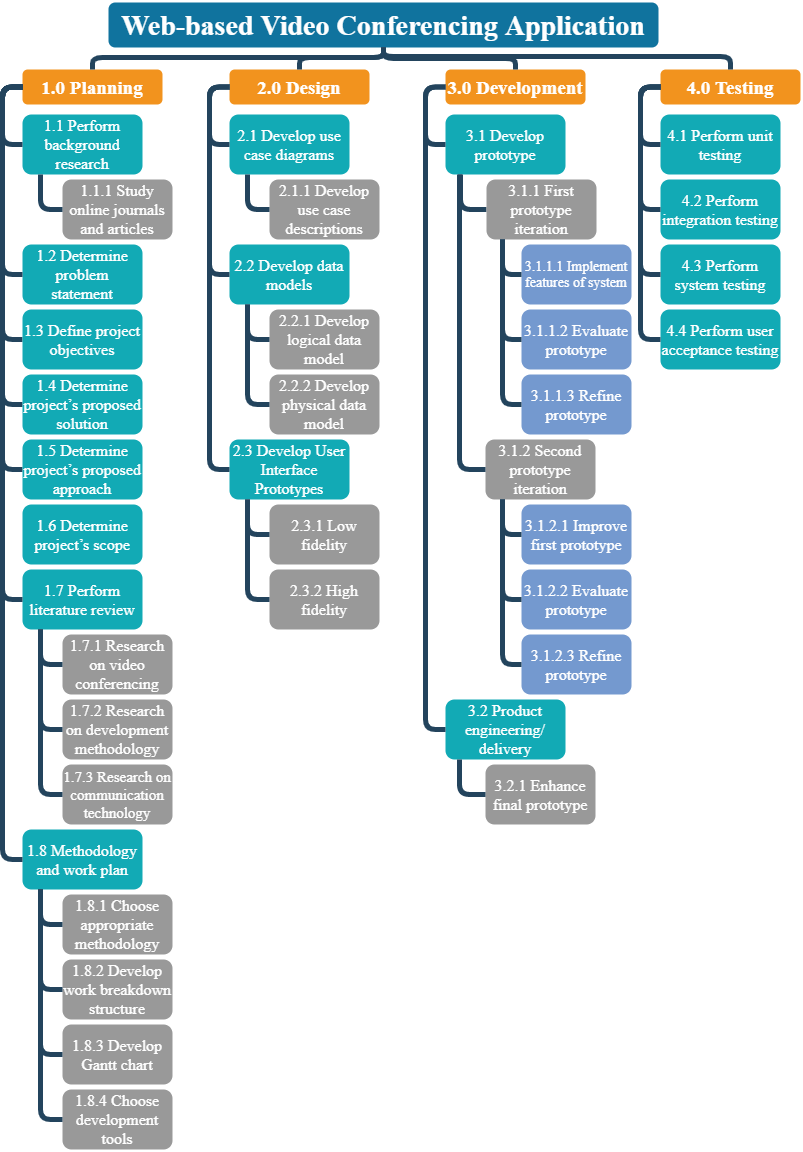 Web-based Video Conferencing Application
1.0 Planning
1.1 Perform
background
research
1.1.1 Study
online journals
and articles
1.2 Determine
problem
statement
1.3 Define project
objectives
1.4 Determine
project’s proposed
solution
1.5 Determine
project’s proposed
approach
1.6 Determine
project’s scope
1.7 Perform
literature review
1.7.1 Research
on video
conferencing
1.7.2 Research
on development
methodology
1.7.3 Research on
communication
technology
1.8 Methodology
and work plan
1.8.1 Choose
appropriate
methodology
1.8.2 Develop
work breakdown
structure
1.8.3 Develop
Gantt chart
1.8.4 Choose
development
tools
2.0 Design
2.1 Develop use
case diagrams
2.1.1 Develop
use case
descriptions
2.2 Develop data
models
2.2.1 Develop
logical data
model
2.2.2 Develop
physical data
model
2.3 Develop User
Interface
Prototypes
2.3.1 Low
fidelity
2.3.2 High
fidelity
3.0 Development
3.1 Develop
prototype
3.1.1 First
prototype
iteration
3.1.1.1 Implement
features of system
3.1.1.2 Evaluate
prototype
3.1.1.3 Refine
prototype
3.1.2 Second
prototype
iteration
3.1.2.1 Improve
first prototype
3.1.2.2 Evaluate
prototype
3.1.2.3 Refine
prototype
3.2 Product
engineering/
delivery
3.2.1 Enhance
final prototype
4.0 Testing
4.1 Perform unit
testing
4.2 Perform
integration testing
4.3 Perform
system testing
4.4 Perform user
acceptance testing